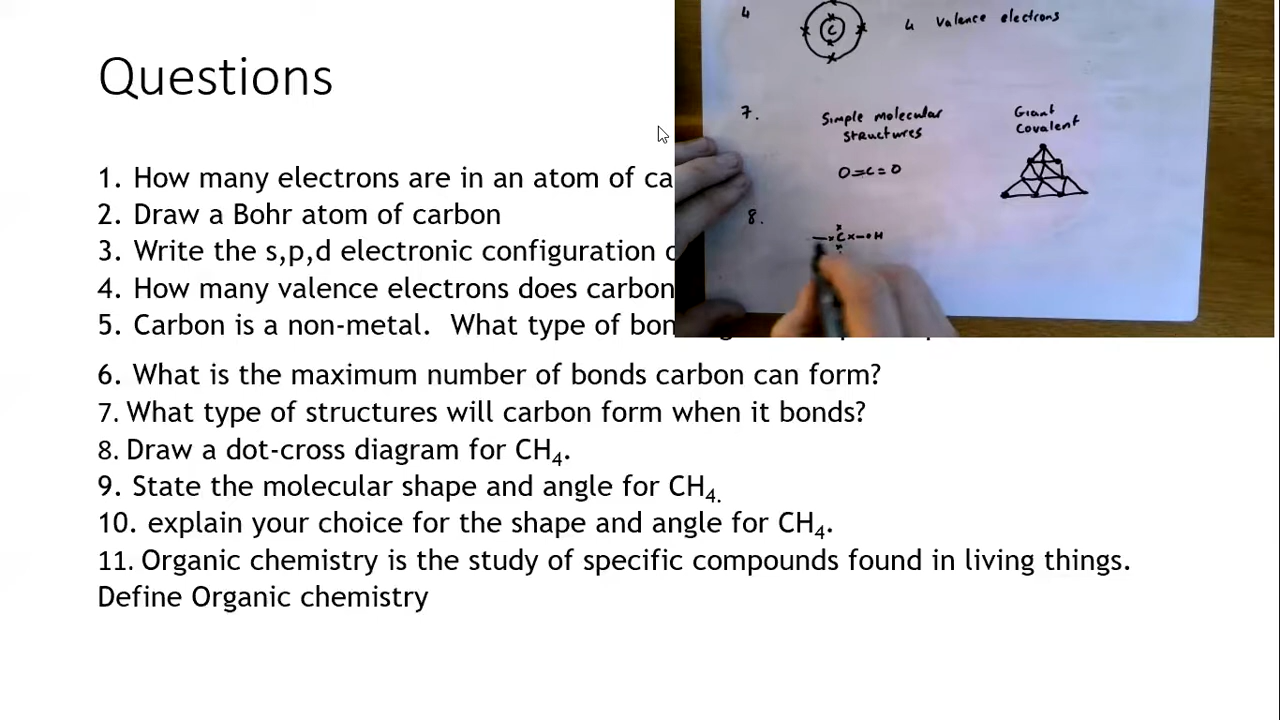 Questions
1. How many electrons are in an atom of ca
2. Draw a Bohr atom of carbon
3. Write the s,p,d electronic configuration
4. How many valence electrons does carbon
5. Carbon is a non-metal. What type of bon
6. What is the maximum number of bonds carbon can form?
7. What type of structures will carbon form when it bonds?
8. Draw a dot-cross diagram for CH₄.
9. State the molecular shape and angle for CH₄.
10. explain your choice for the shape and angle for CH₄.
11. Organic chemistry is the study of specific compounds found in living things.
Define Organic chemistry
4
C
4 Valence electrons
7.
Simple molecular
structures
Giant
Covalent
O=C=O
8.
C
H